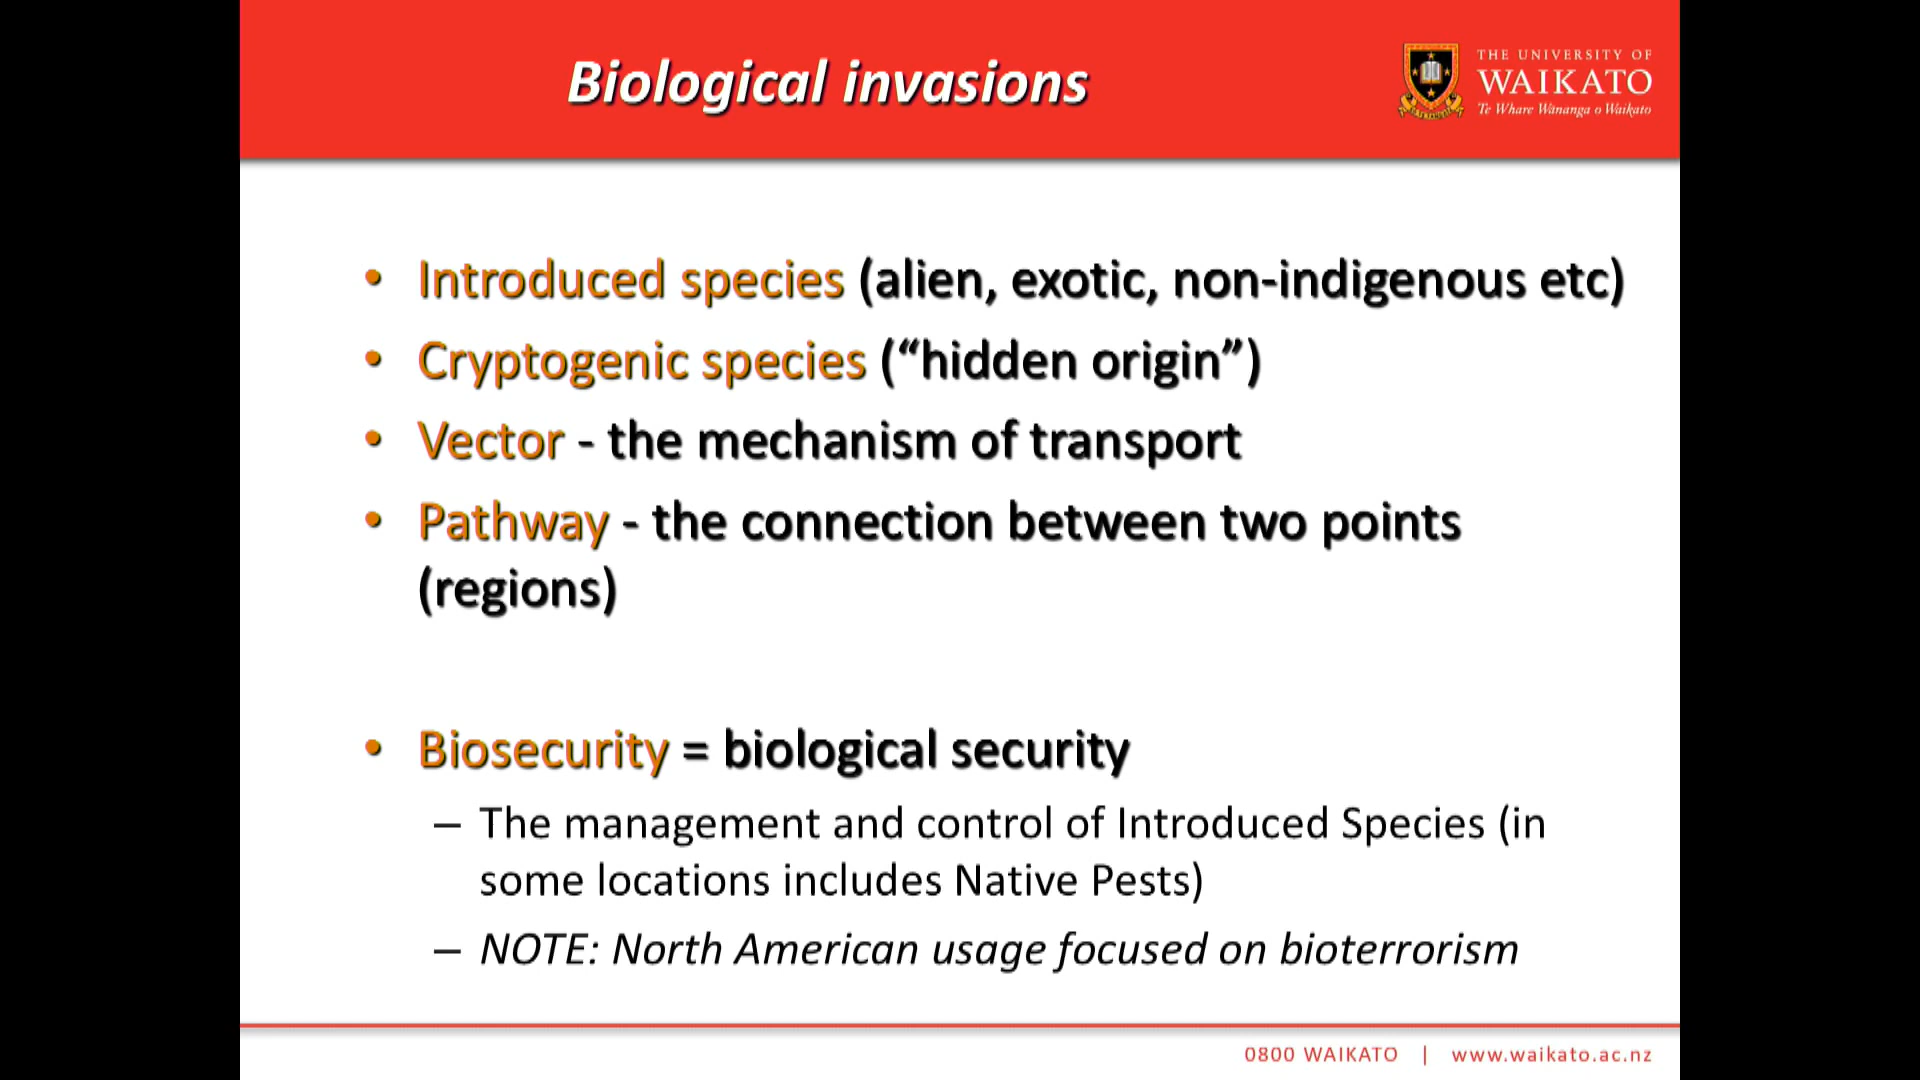 Biological invasions
THE UNIVERSITY OF
WAIKATO
Te Whare Wānanga o Waikato
• Introduced species (alien, exotic, non-indigenous etc)
• Cryptogenic species (“hidden origin”)
• Vector - the mechanism of transport
• Pathway - the connection between two points
(regions)
• Biosecurity = biological security
– The management and control of Introduced Species (in
some locations includes Native Pests)
– NOTE: North American usage focused on bioterrorism
0800 WAIKATO | www.waikato.ac.nz